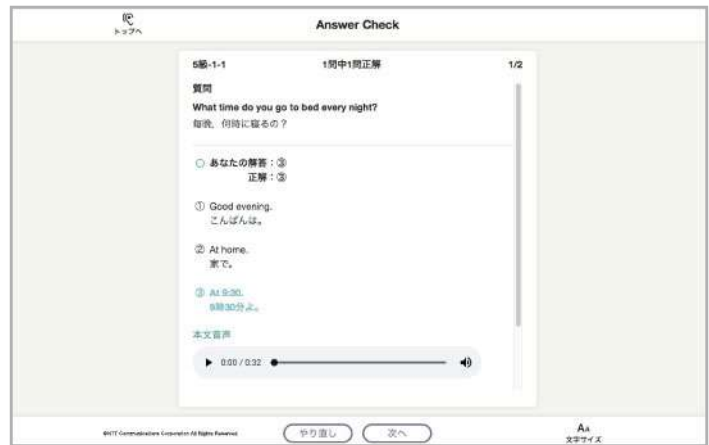 トップへ
Answer Check
5級-1-1
1問中1問正解
1/2
質問
What time do you go to bed every night?
毎晩、何時に寝るの？
○ あなたの解答：③
正解：③
① Good evening.
こんばんは。
② At home.
家で。
③ At 9:30.
9時30分よ。
本文音声
0:00 / 0:32
©NTT Communications Corporation All Rights Reserved.
やり直し
次へ
AA
文字サイズ